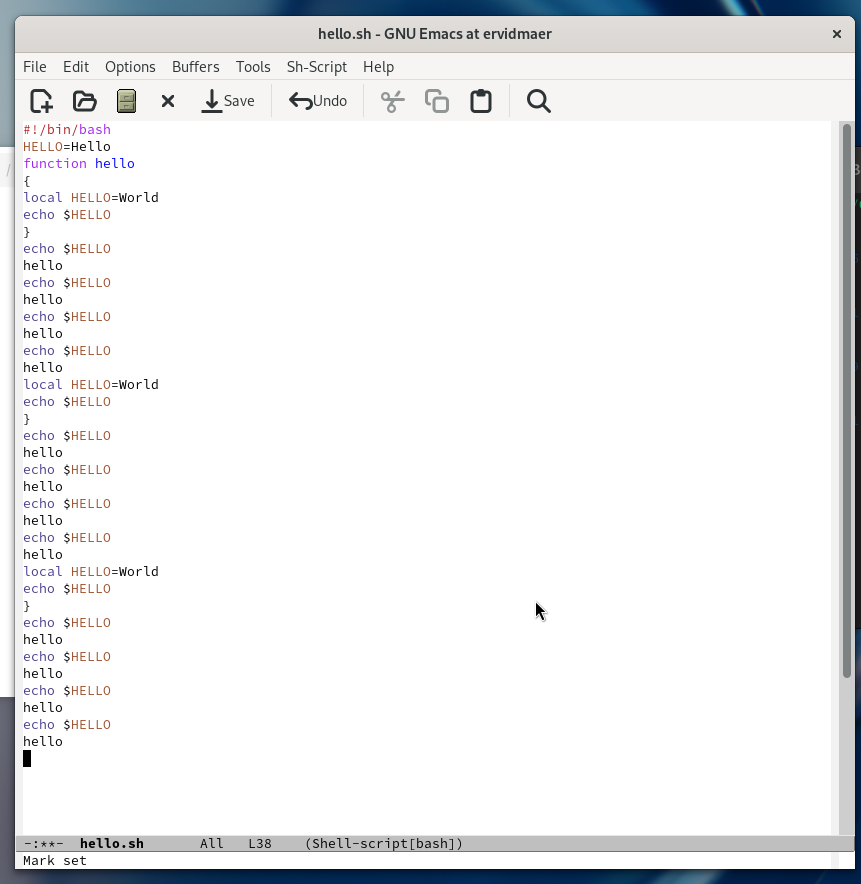 hello.sh - GNU Emacs at ervidmaer ×
File Edit Options Buffers Tools Sh-Script Help
Save Undo
#!/bin/bash
HELLO=Hello
function hello
{
local HELLO=World
echo $HELLO
}
echo $HELLO
hello
echo $HELLO
hello
echo $HELLO
hello
echo $HELLO
hello
local HELLO=World
echo $HELLO
}
echo $HELLO
hello
echo $HELLO
hello
echo $HELLO
hello
echo $HELLO
hello
local HELLO=World
echo $HELLO
}
echo $HELLO
hello
echo $HELLO
hello
echo $HELLO
hello
echo $HELLO
hello
-:**- hello.sh All L38 (Shell-script[bash])
Mark set